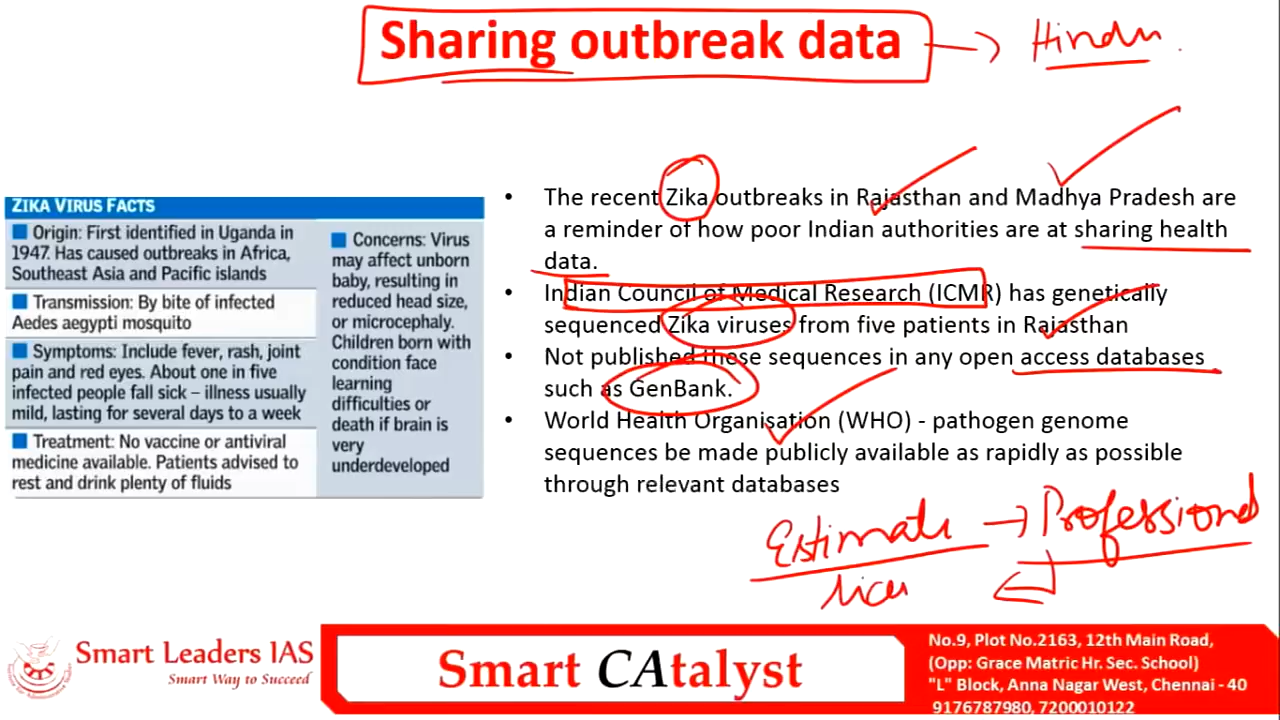 Sharing outbreak data
Hindu
ZIKA VIRUS FACTS
Origin: First identified in Uganda in
1947. Has caused outbreaks in Africa,
Southeast Asia and Pacific islands
Transmission: By bite of infected
Aedes aegypti mosquito
Symptoms: Include fever, rash, joint
pain and red eyes. About one in five
infected people fall sick – illness usually
mild, lasting for several days to a week
Treatment: No vaccine or antiviral
medicine available. Patients advised to
rest and drink plenty of fluids
Concerns: Virus
may affect unborn
baby, resulting in
reduced head size,
or microcephaly.
Children born with
condition face
learning
difficulties or
death if brain is
very
underdeveloped
• The recent Zika outbreaks in Rajasthan and Madhya Pradesh are
a reminder of how poor Indian authorities are at sharing health
data.
• Indian Council of Medical Research (ICMR) has genetically
sequenced Zika viruses from five patients in Rajasthan
• Not published these sequences in any open access databases
such as GenBank.
• World Health Organisation (WHO) - pathogen genome
sequences be made publicly available as rapidly as possible
through relevant databases
Estimate → Professional
Smart Leaders IAS
Smart Way to Succeed
Smart CAtalyst
No.9, Plot No.2163, 12th Main Road,
(Opp: Grace Matric Hr. Sec. School)
"L" Block, Anna Nagar West, Chennai - 40
9176787980, 7200010122